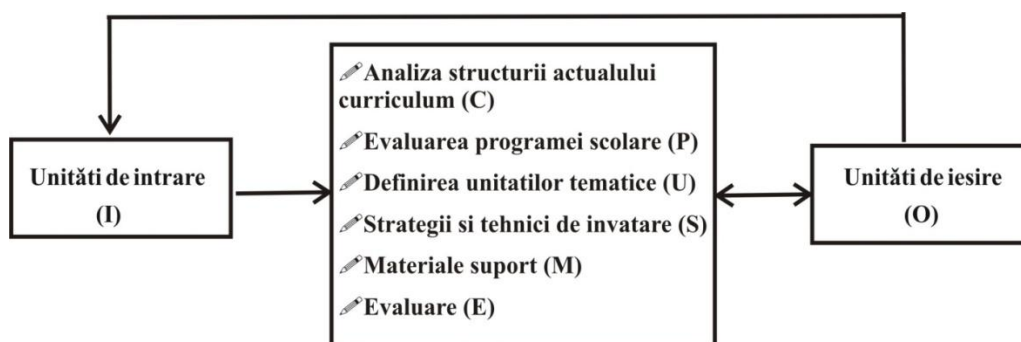 Unităti de intrare
(I)
Analiza structurii actualului
curriculum (C)
Evaluarea programei scolare (P)
Definirea unitatilor tematice (U)
Strategii si tehnici de invatare (S)
Materiale suport (M)
Evaluare (E)
Unităti de iesire
(O)